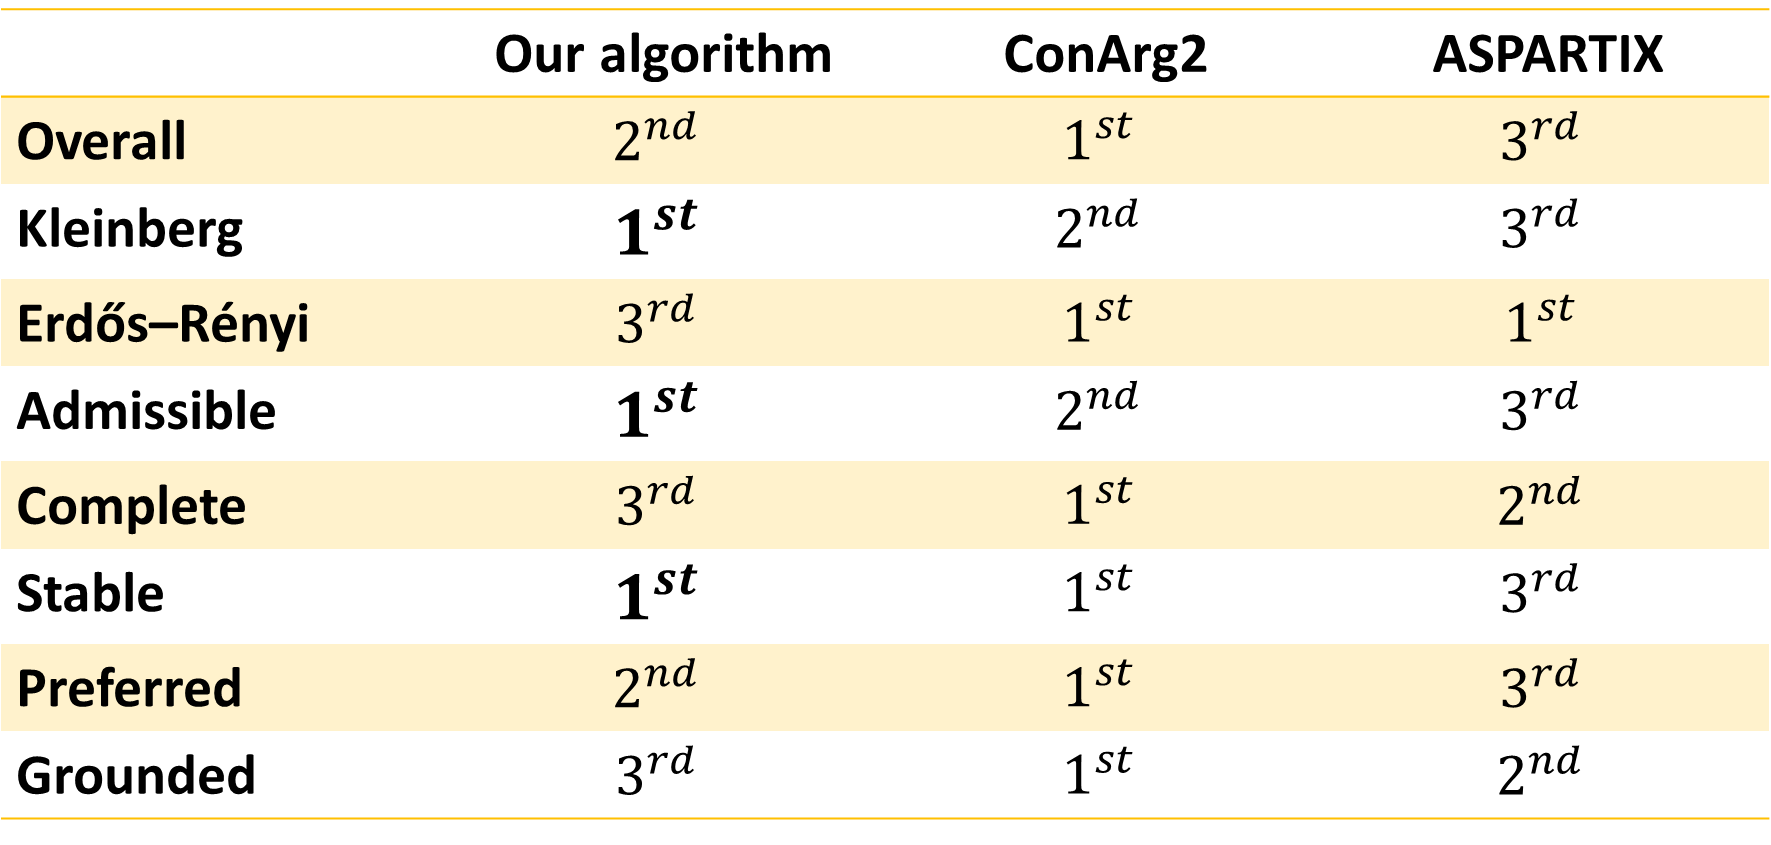 Our algorithm ConArg2 ASPARTIX
Overall 2nd 1st 3rd
Kleinberg 1st 2nd 3rd
Erdős–Rényi 3rd 1st 1st
Admissible 1st 2nd 3rd
Complete 3rd 1st 2nd
Stable 1st 1st 3rd
Preferred 2nd 1st 3rd
Grounded 3rd 1st 2nd